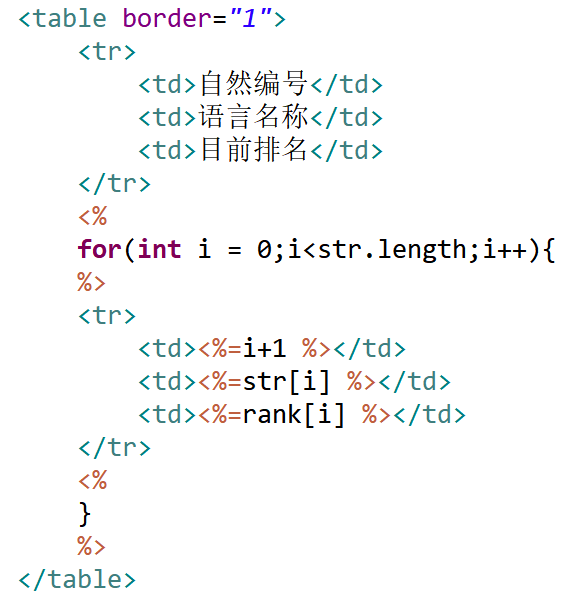 <table border="1">
    <tr>
        <td>自然编号</td>
        <td>语言名称</td>
        <td>目前排名</td>
    </tr>
    <%
    for(int i = 0;i<str.length;i++){
    %>
    <tr>
        <td><%=i+1 %></td>
        <td><%=str[i] %></td>
        <td><%=rank[i] %></td>
    </tr>
    <%
    }
    %>
</table>